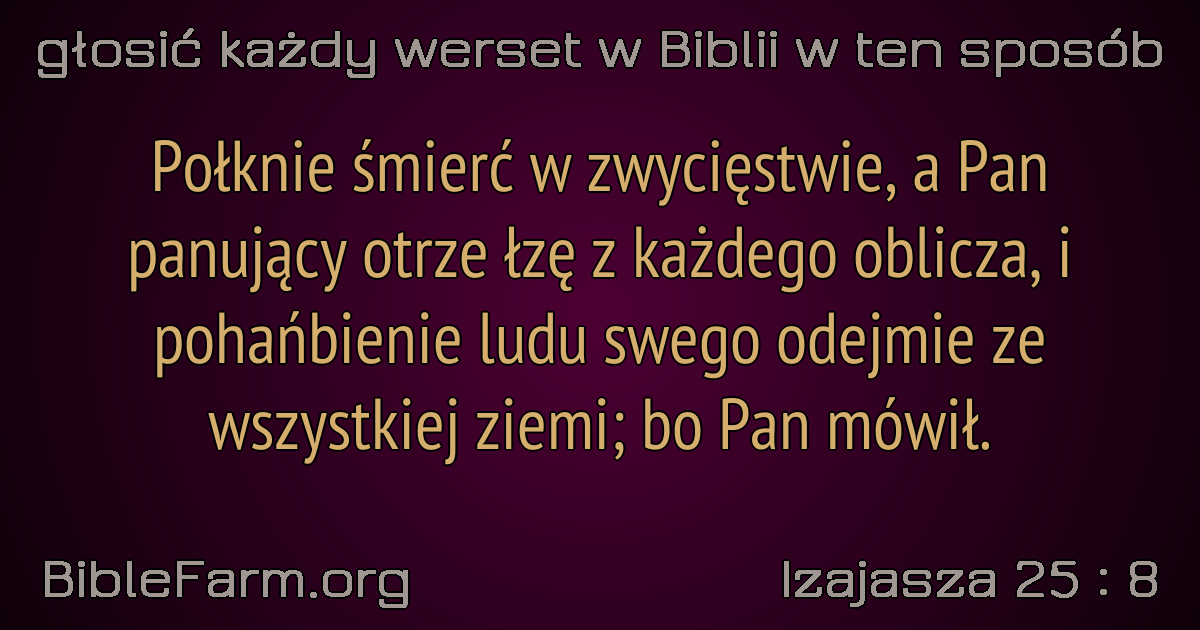 głosić każdy werset w Biblii w ten sposób
Połknie śmierć w zwycięstwie, a Pan
panujący otrze łzę z każdego oblicza, i
pohańbienie ludu swego odejmie ze
wszystkiej ziemi; bo Pan mówił.
BibleFarm.org
Izajasza 25 : 8